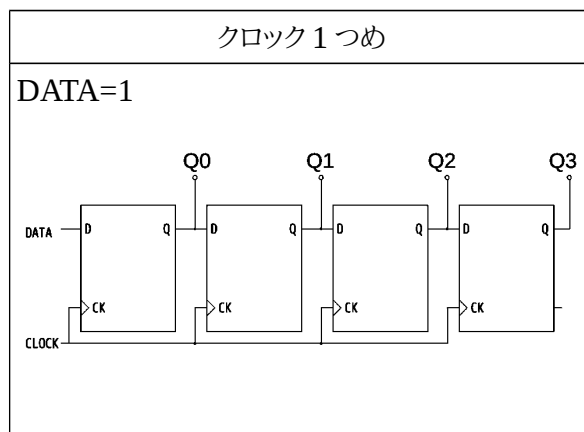 クロック1つめ
DATA=1
Q0 Q1 Q2 Q3
DATA D Q D Q D Q D Q
CK CK CK CK
CLOCK